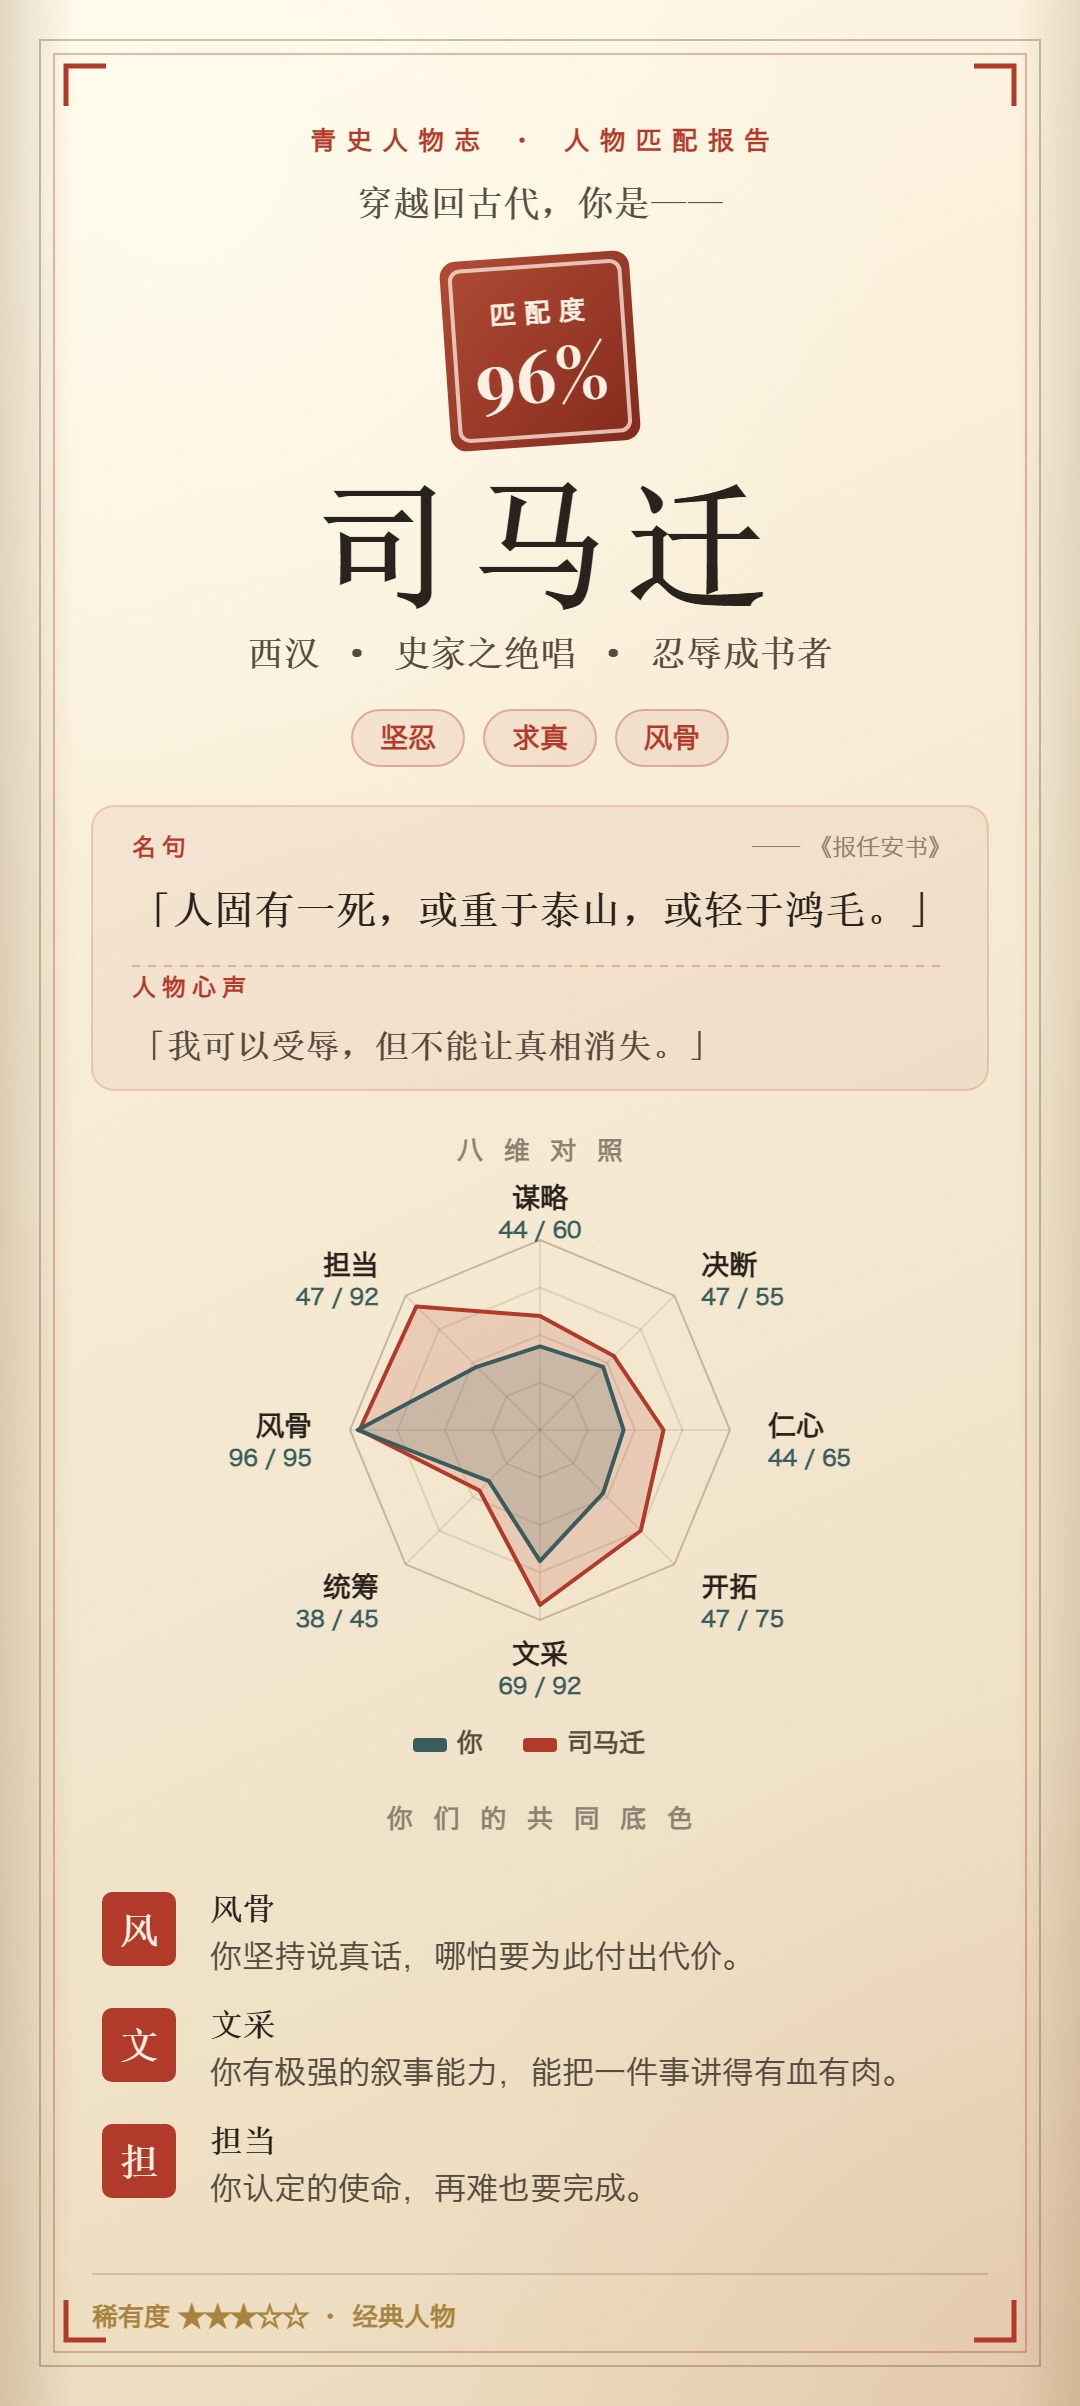 青史人物志 · 人物匹配报告
穿越回古代，你是——
匹配度
96%
司马迁
西汉 • 史家之绝唱 • 忍辱成书者
坚忍 求真 风骨
名句 —— 《报任安书》
「人固有一死，或重于泰山，或轻于鸿毛。」
人物心声
「我可以受辱，但不能让真相消失。」
八维对照
谋略
44 / 60
担当 决断
47 / 92 47 / 55
风骨 仁心
96 / 95 44 / 65
统筹 开拓
38 / 45 47 / 75
文采
69 / 92
你 司马迁
你们的共同底色
风 风骨
你坚持说真话，哪怕要为此付出代价。
文 文采
你有极强的叙事能力，能把一件事讲得有血有肉。
担 担当
你认定的使命，再难也要完成。
稀有度 ★★★☆☆ · 经典人物